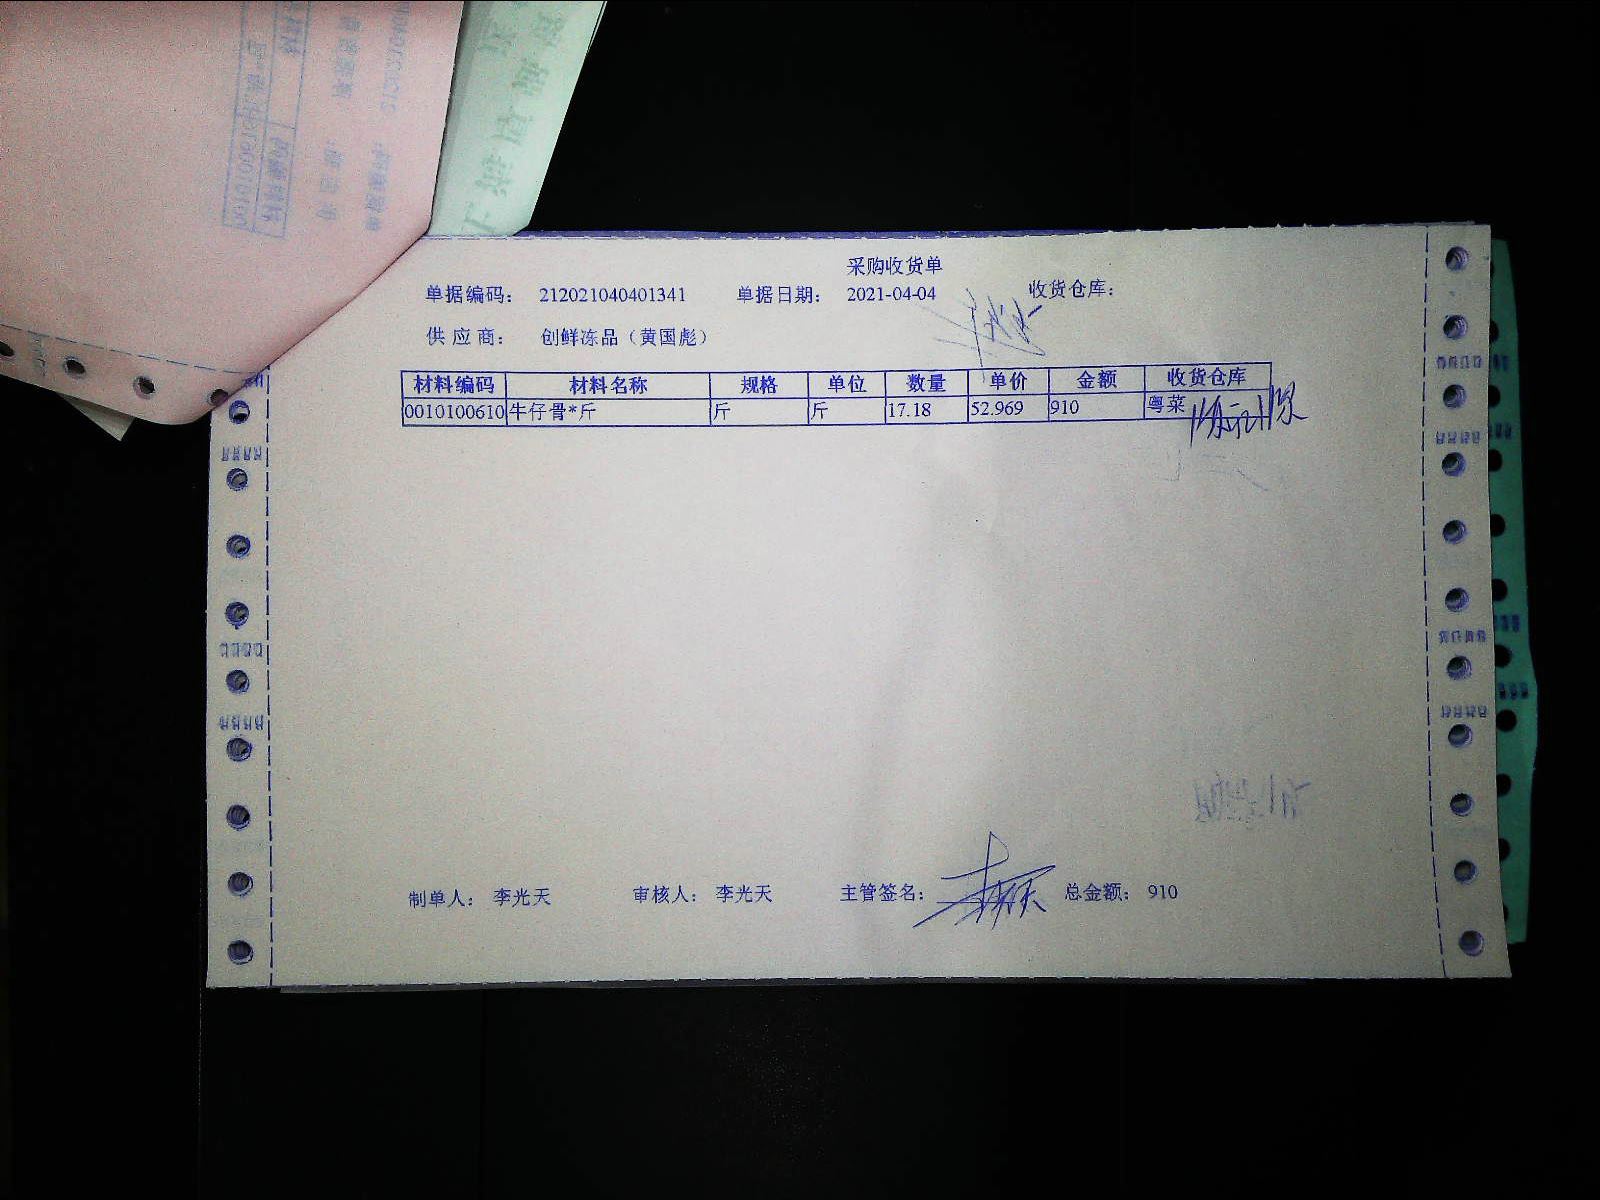 采购收货单
单据编码： 212021040401341 单据日期： 2021-04-04 收货仓库：
供应商： 创鲜冻品（黄国彪）
材料编码 材料名称 规格 单位 数量 单价 金额 收货仓库
0010100610 牛仔骨*斤 斤 斤 17.18 52.969 910 粤菜
制单人： 李光天 审核人： 李光天 主管签名： 总金额： 910